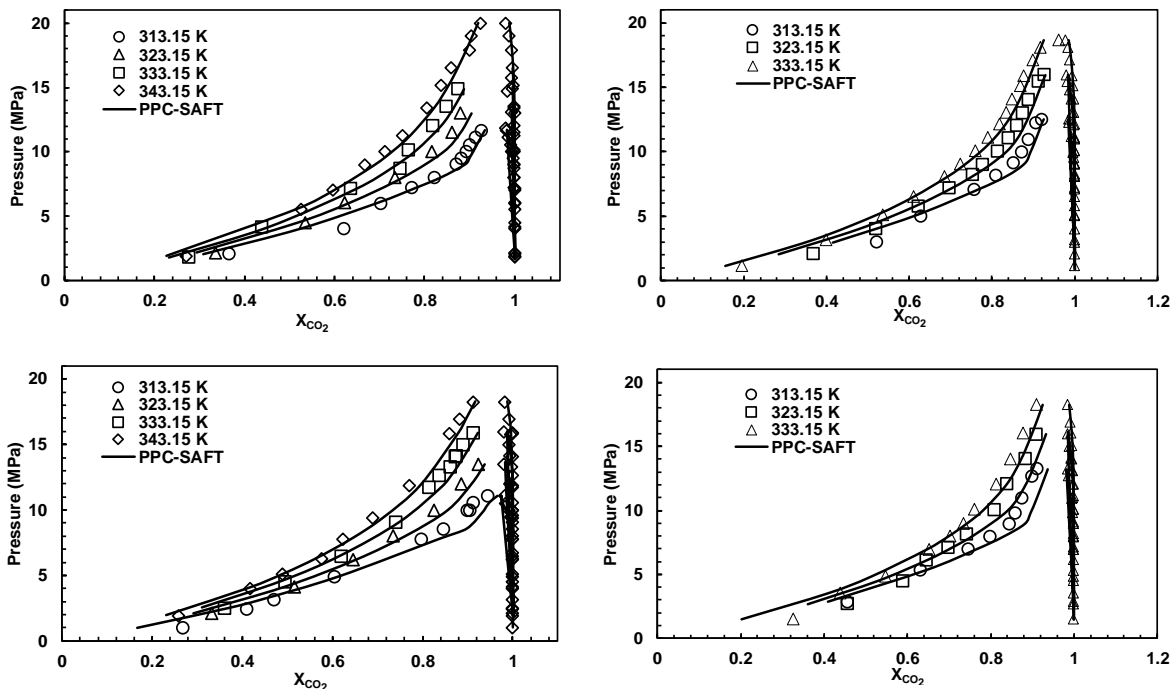 20
15
10
5
0
Pressure (MPa)
313.15 K
323.15 K
333.15 K
343.15 K
PPC-SAFT
0 0.2 0.4 0.6 0.8 1
X_CO2
20
15
10
5
0
Pressure (MPa)
313.15 K
323.15 K
333.15 K
PPC-SAFT
0 0.2 0.4 0.6 0.8 1 1.2
X_CO2
20
15
10
5
0
Pressure (MPa)
313.15 K
323.15 K
333.15 K
343.15 K
PPC-SAFT
0 0.2 0.4 0.6 0.8 1
X_CO2
20
15
10
5
0
Pressure (MPa)
313.15 K
323.15 K
333.15 K
PPC-SAFT
0 0.2 0.4 0.6 0.8 1 1.2
X_CO2